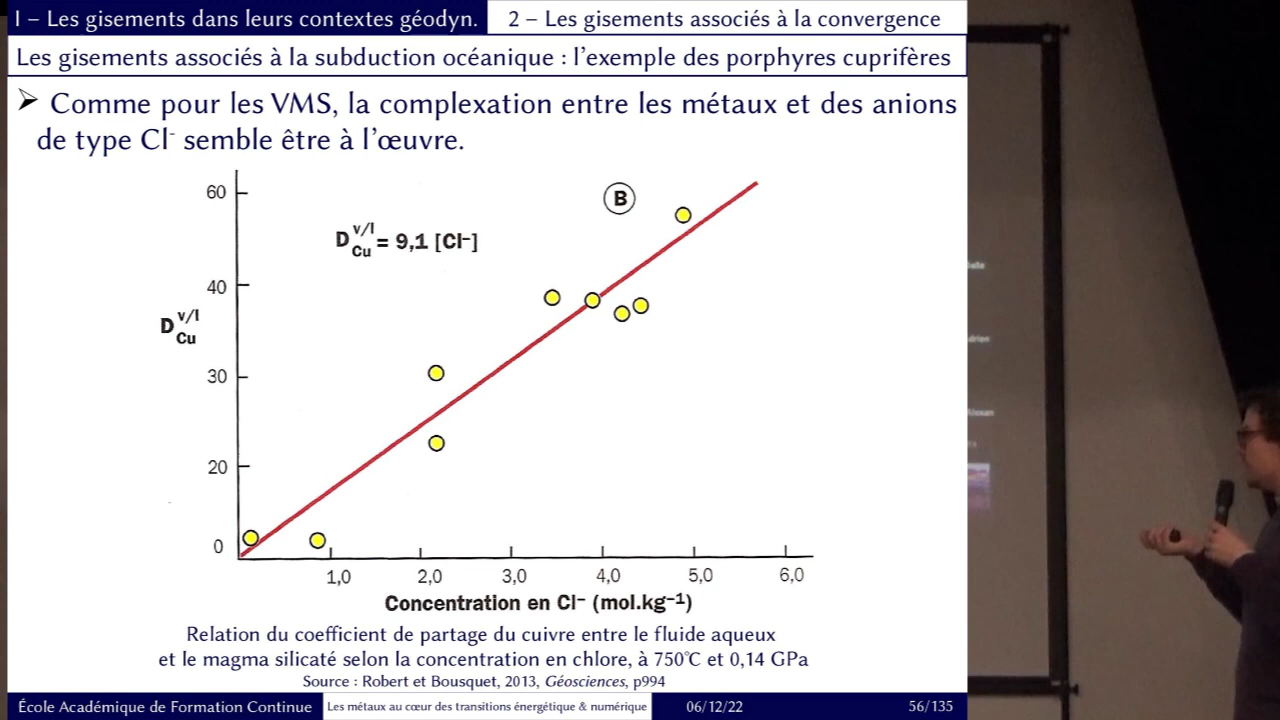 I – Les gisements dans leurs contextes géodyn.
2 – Les gisements associés à la convergence
Les gisements associés à la subduction océanique : l'exemple des porphyres cuprifères
➢ Comme pour les VMS, la complexation entre les métaux et des anions
de type Cl⁻ semble être à l'œuvre.
B
D Cu v/l = 9,1 [Cl⁻]
D Cu v/l
60
40
30
20
0
1,0 2,0 3,0 4,0 5,0 6,0
Concentration en Cl⁻ (mol.kg⁻¹)
Relation du coefficient de partage du cuivre entre le fluide aqueux
et le magma silicaté selon la concentration en chlore, à 750°C et 0,14 GPa
Source : Robert et Bousquet, 2013, Géosciences, p994
École Académique de Formation Continue
Les métaux au cœur des transitions énergétique & numérique
06/12/22
56/135